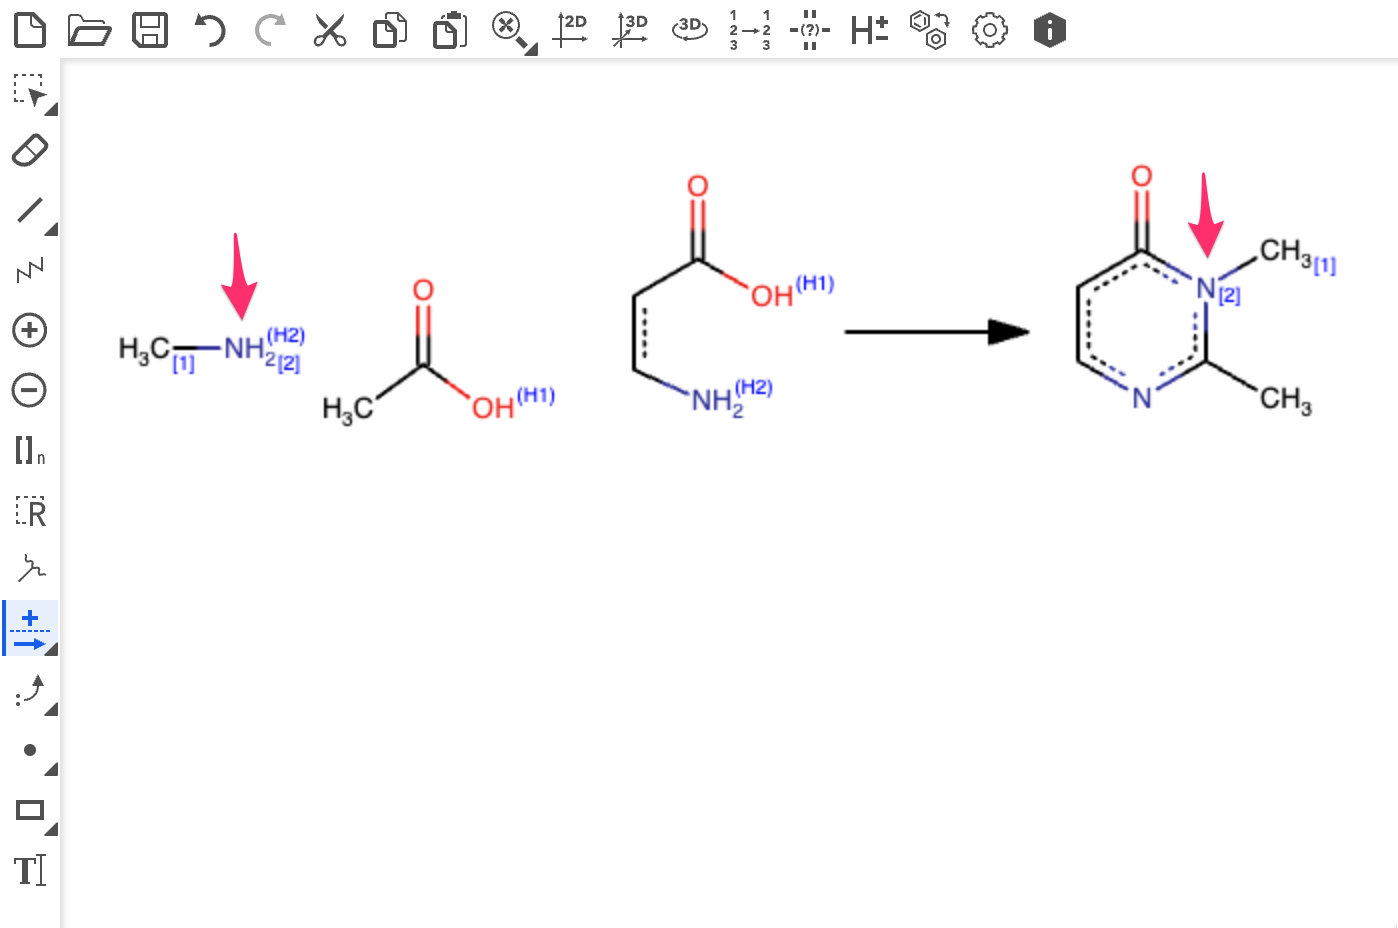 2D 3D 3D 1 2 3 1 2 3 (?) H± i
n
R
T
O
O
H₃C[1] NH₂(H2)[2]
O
H₃C OH(H1)
OH(H1)
NH₂(H2)
CH₃[1]
N[2]
N
CH₃